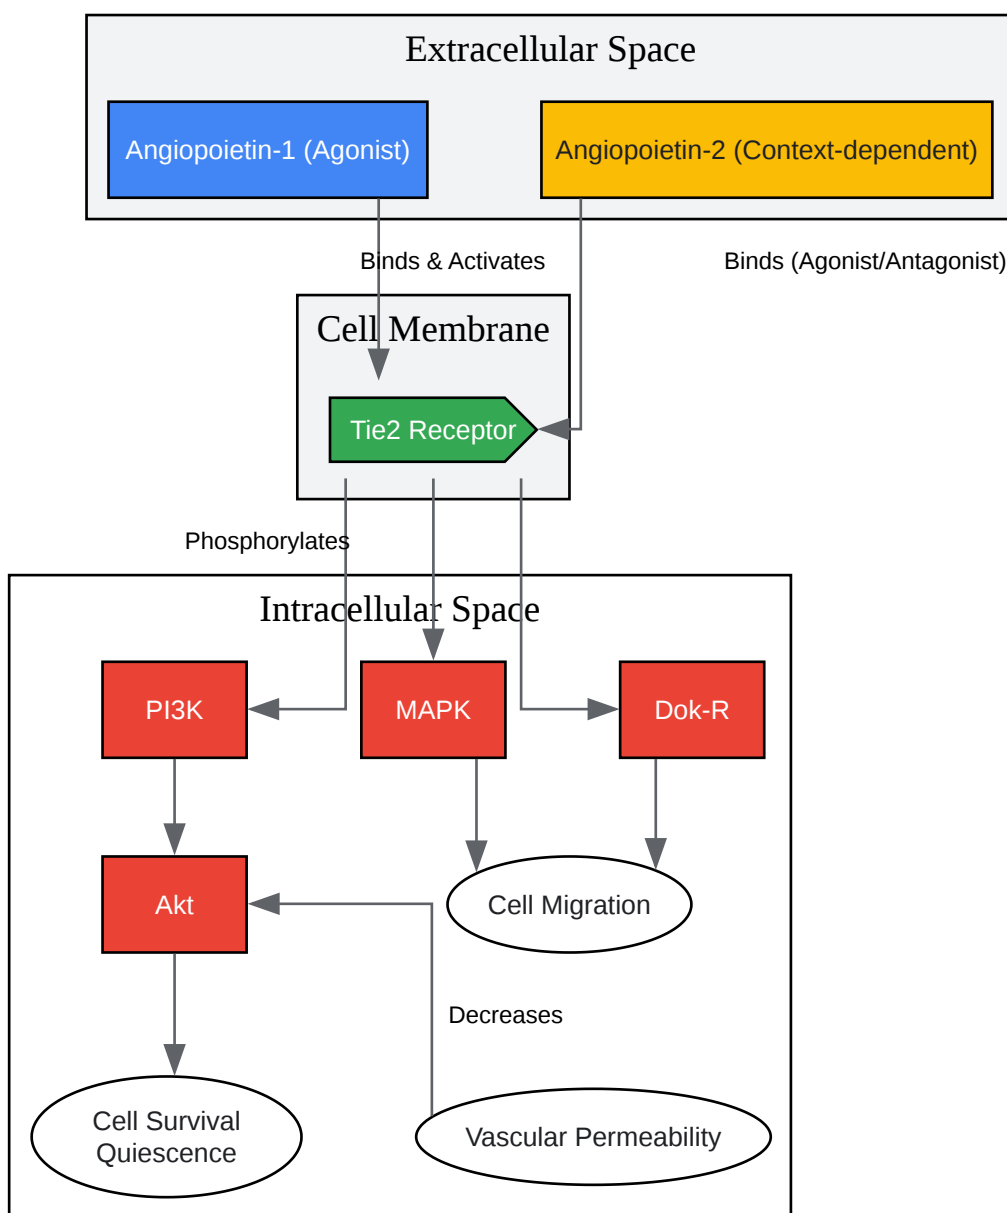 Extracellular Space
Angiopoietin-1 (Agonist)
Angiopoietin-2 (Context-dependent)
Binds & Activates
Binds (Agonist/Antagonist)
Cell Membrane
Tie2 Receptor
Phosphorylates
Intracellular Space
PI3K
MAPK
Dok-R
Akt
Cell Migration
Decreases
Cell Survival
Quiescence
Vascular Permeability